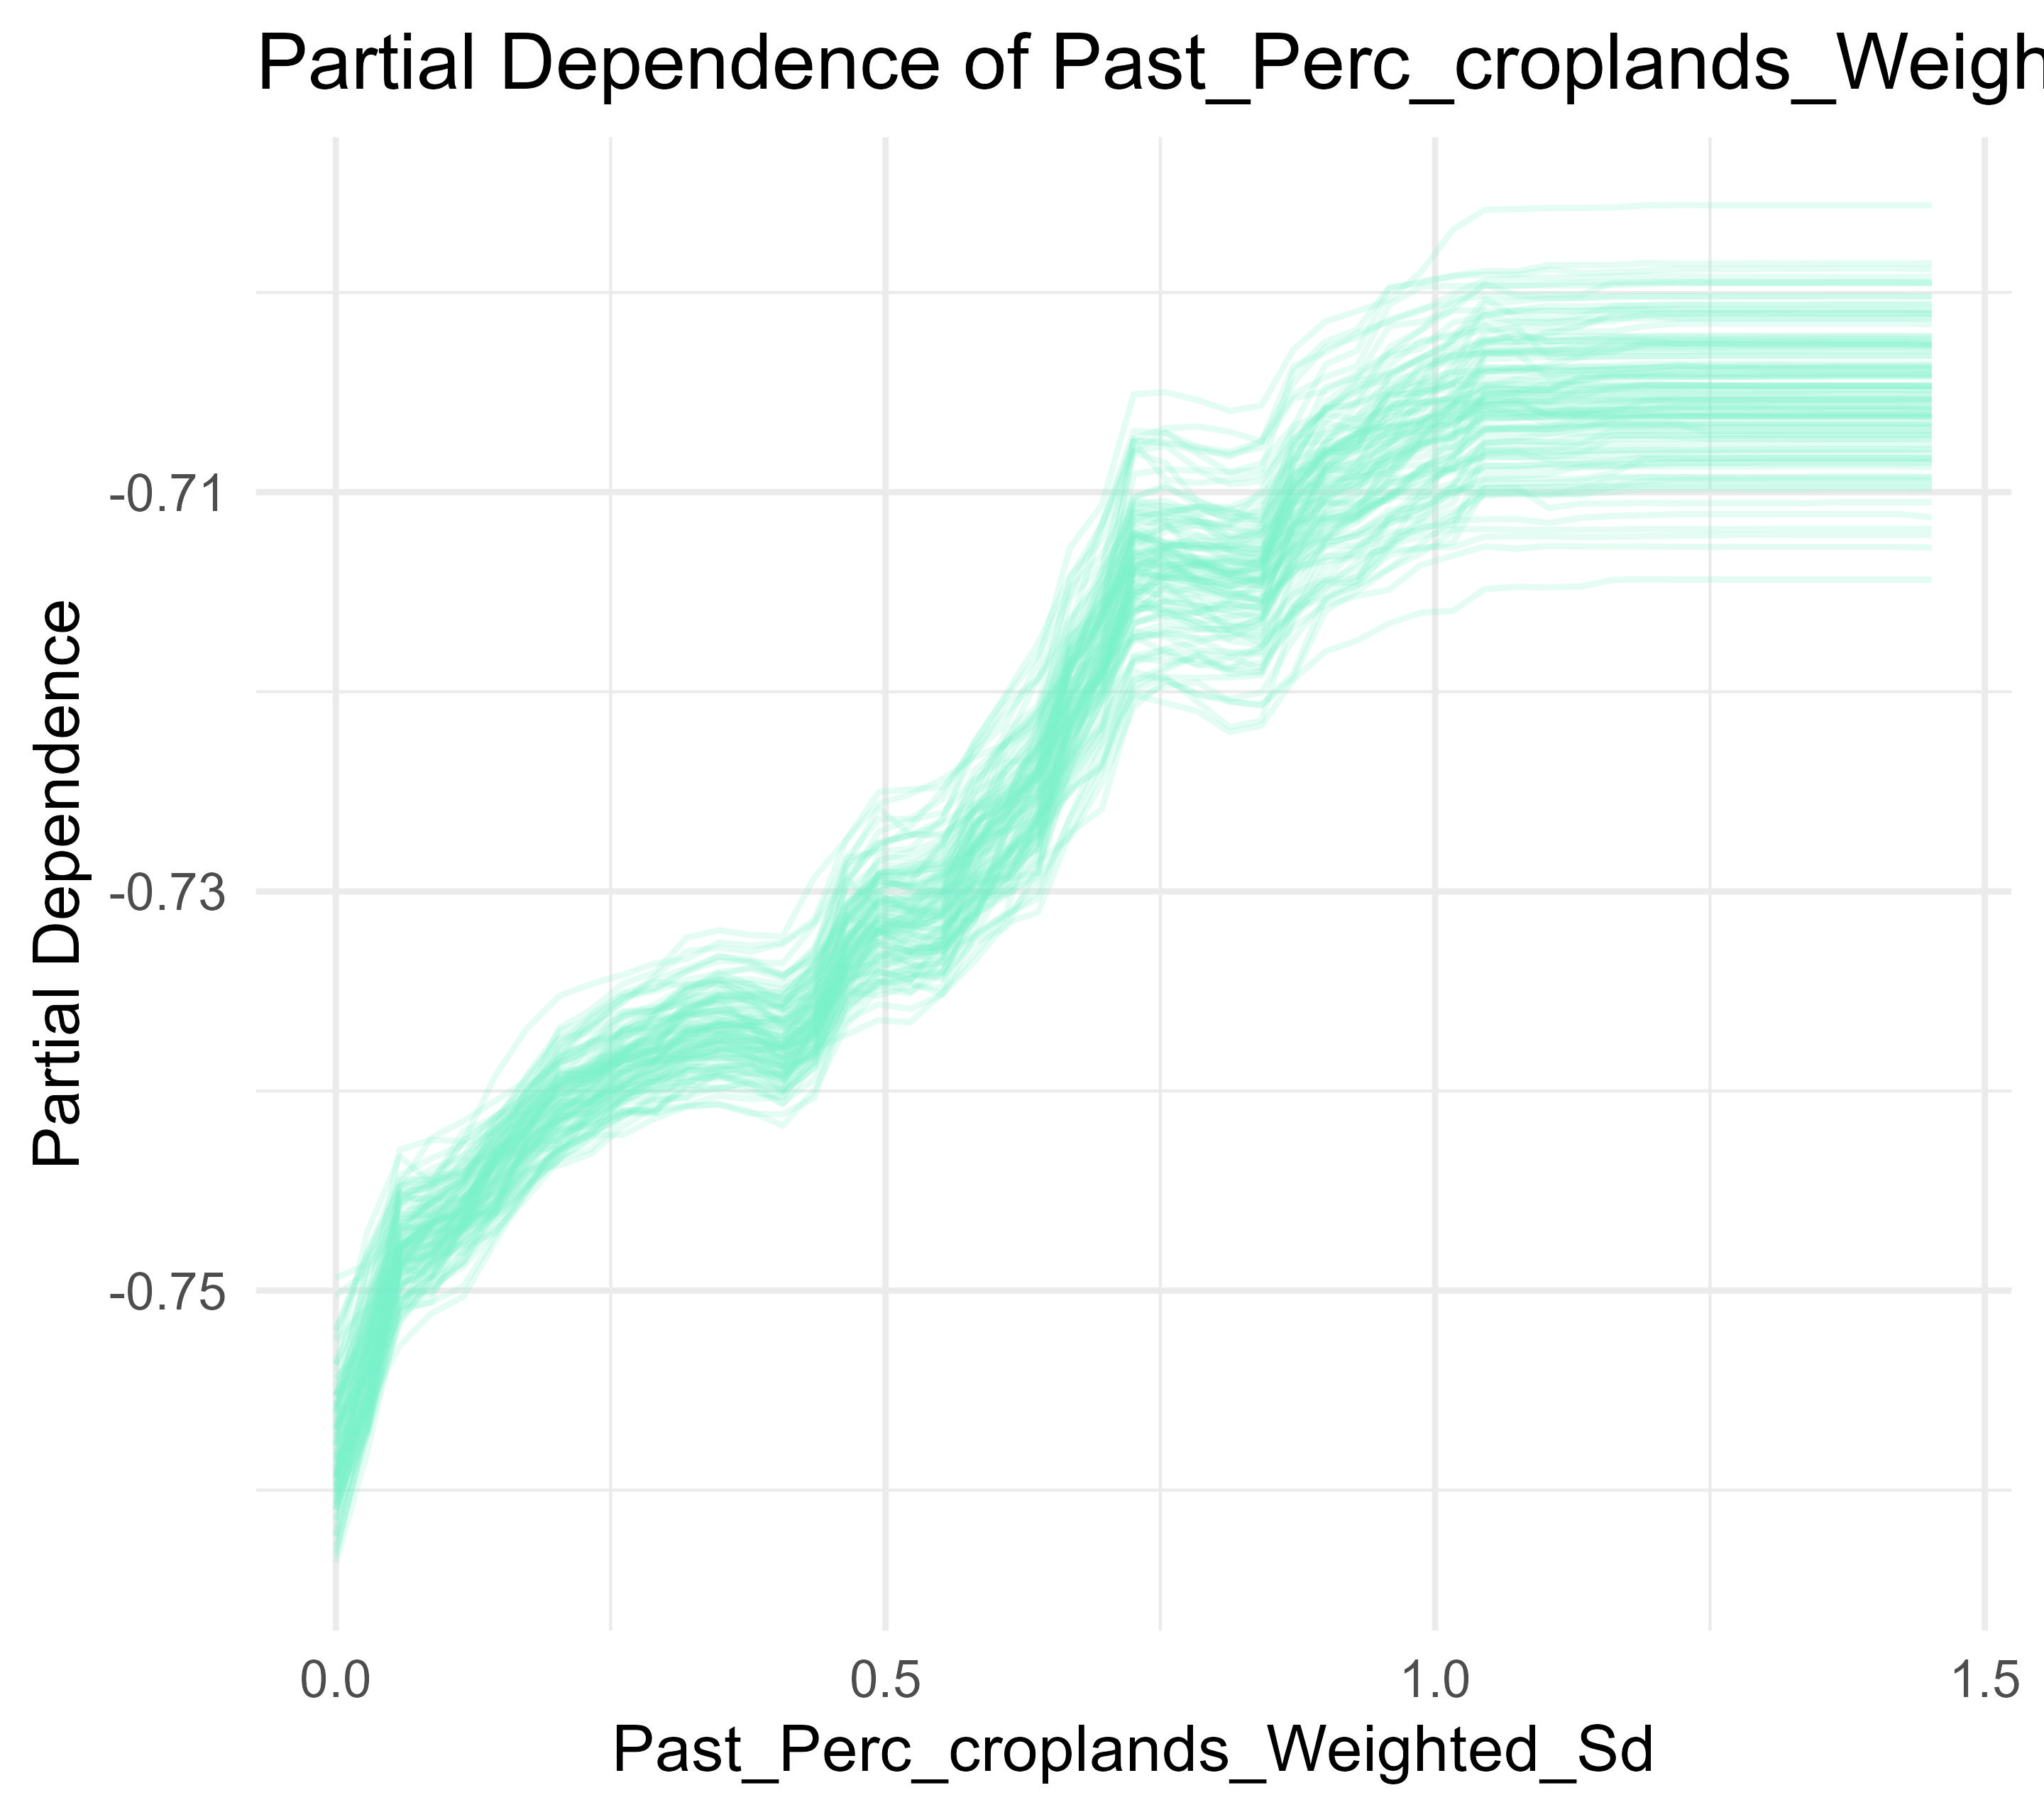 Partial Dependence of Past_Perc_croplands_Weigh
-0.71
-0.73
-0.75
Partial Dependence
0.0 0.5 1.0 1.5
Past_Perc_croplands_Weighted_Sd